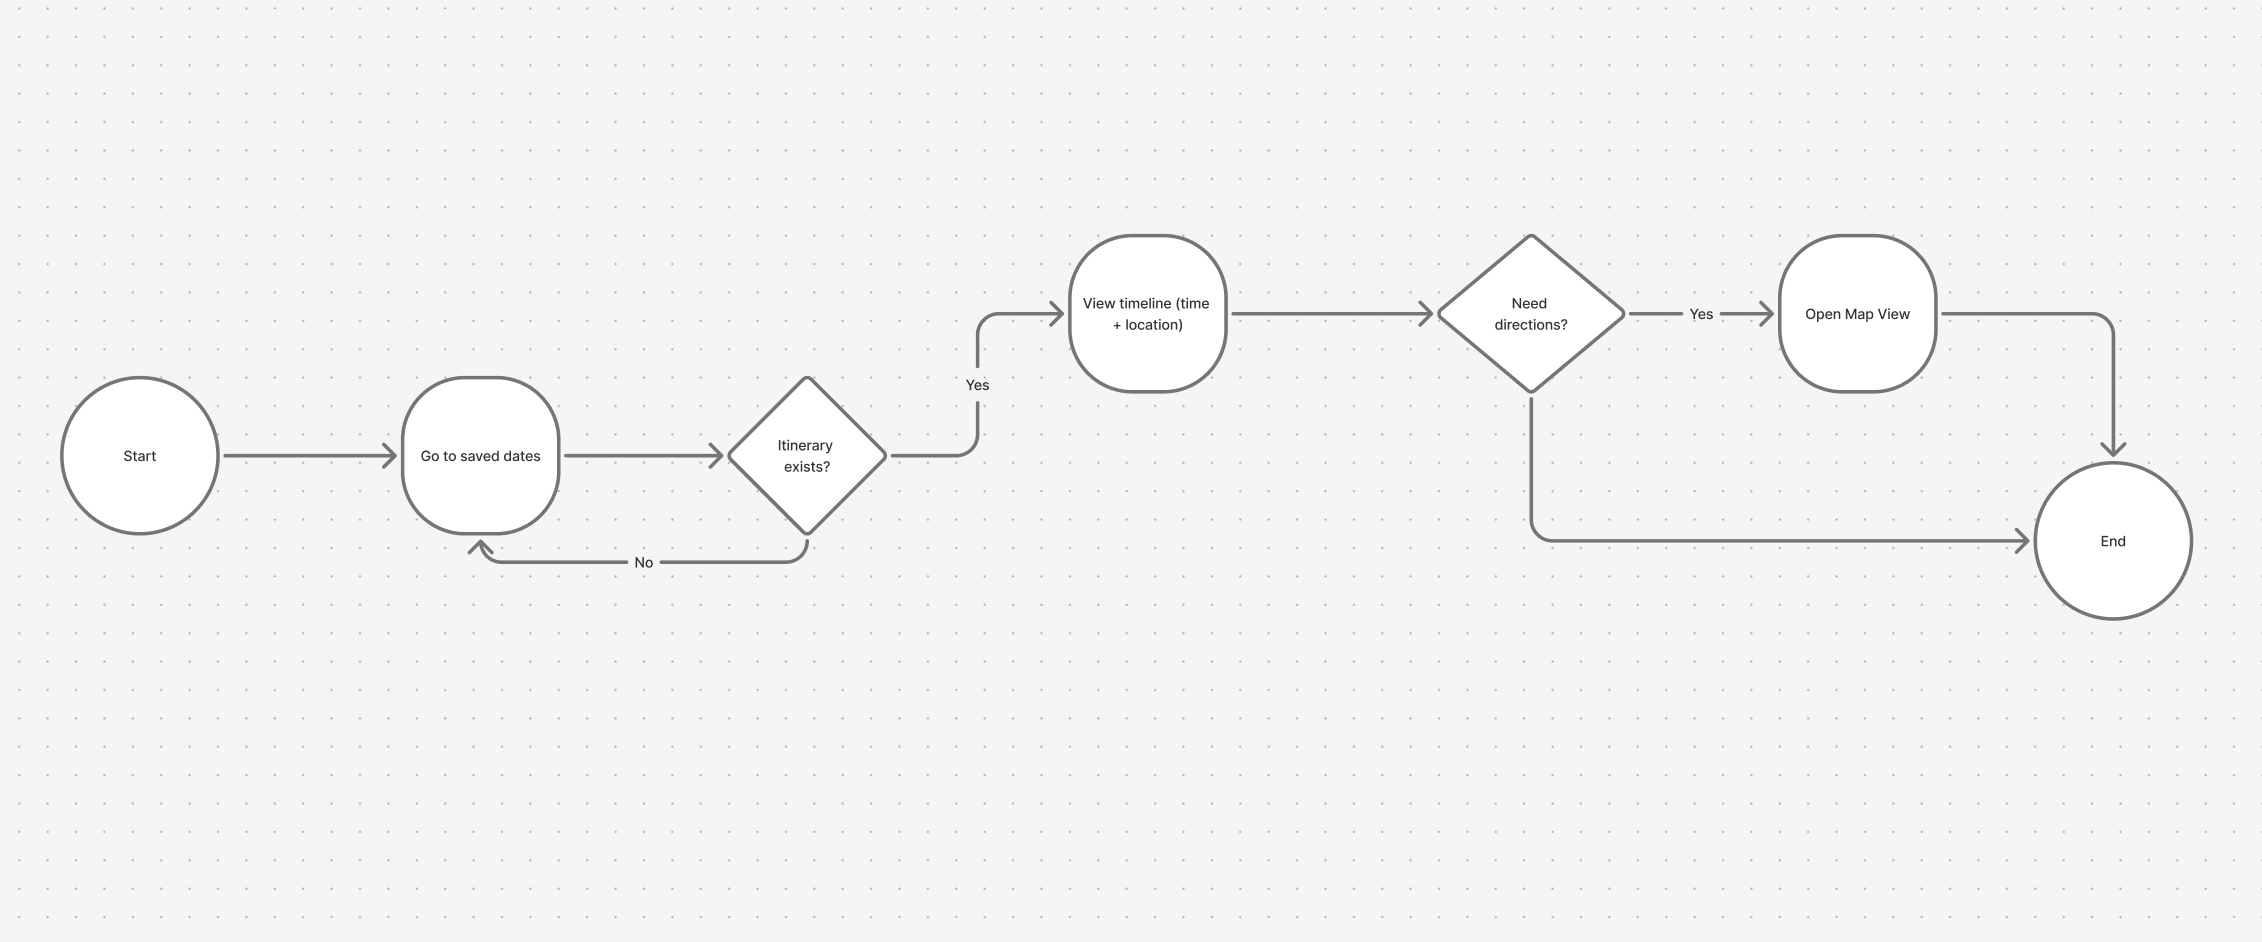 Start
Go to saved dates
Itinerary
exists?
No
Yes
View timeline (time
+ location)
Need
directions?
Yes
Open Map View
End